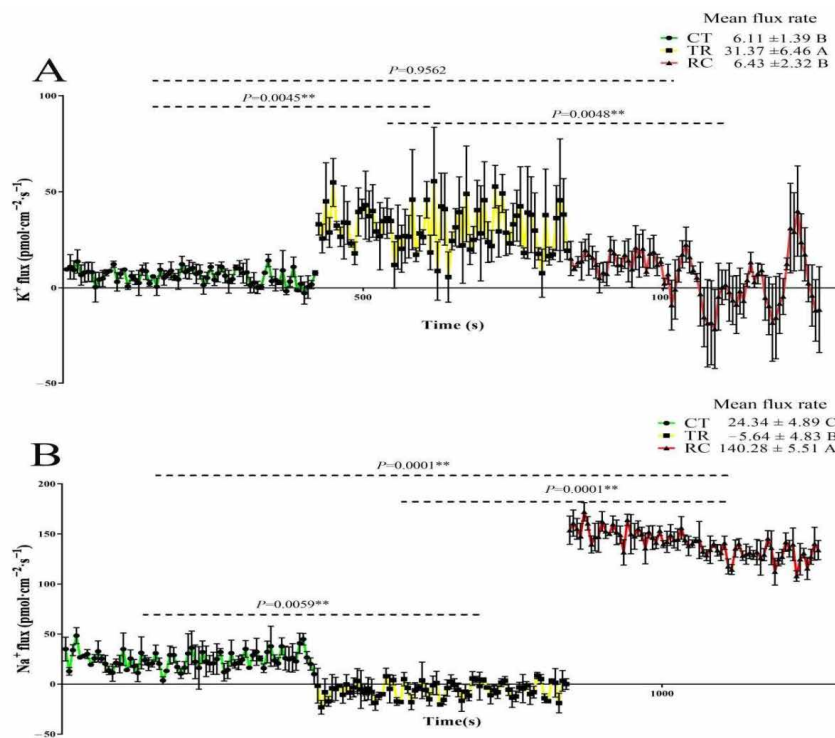 Mean flux rate
CT 6.11 ±1.39 B
TR 31.37 ±6.46 A
RC 6.43 ±2.32 B
A
P=0.9562
P=0.0045**
P=0.0048**
100
50
0
−50
K⁺ flux (pmol·cm⁻²·s⁻¹)
500
100
Time (s)
Mean flux rate
CT 24.34 ± 4.89 C
TR −5.64 ± 4.83 B
RC 140.28 ± 5.51 A
B
P=0.0001**
P=0.0001**
P=0.0059**
200
150
100
50
0
−50
Na⁺ flux (pmol·cm⁻²·s⁻¹)
1000
Time(s)